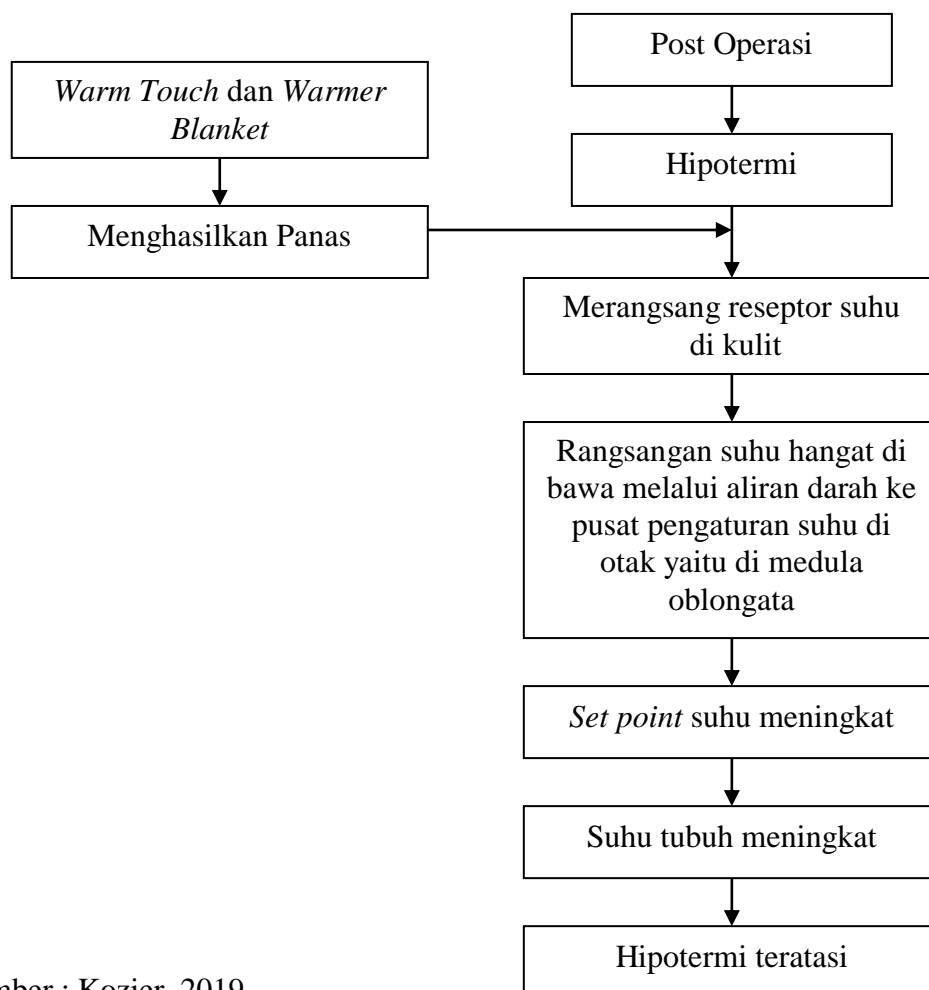 Post Operasi
Warm Touch dan Warmer
Blanket
Hipotermi
Menghasilkan Panas
Merangsang reseptor suhu
di kulit
Rangsangan suhu hangat di
bawa melalui aliran darah ke
pusat pengaturan suhu di
otak yaitu di medula
oblongata
Set point suhu meningkat
Suhu tubuh meningkat
Hipotermi teratasi
: Kozier, 2019